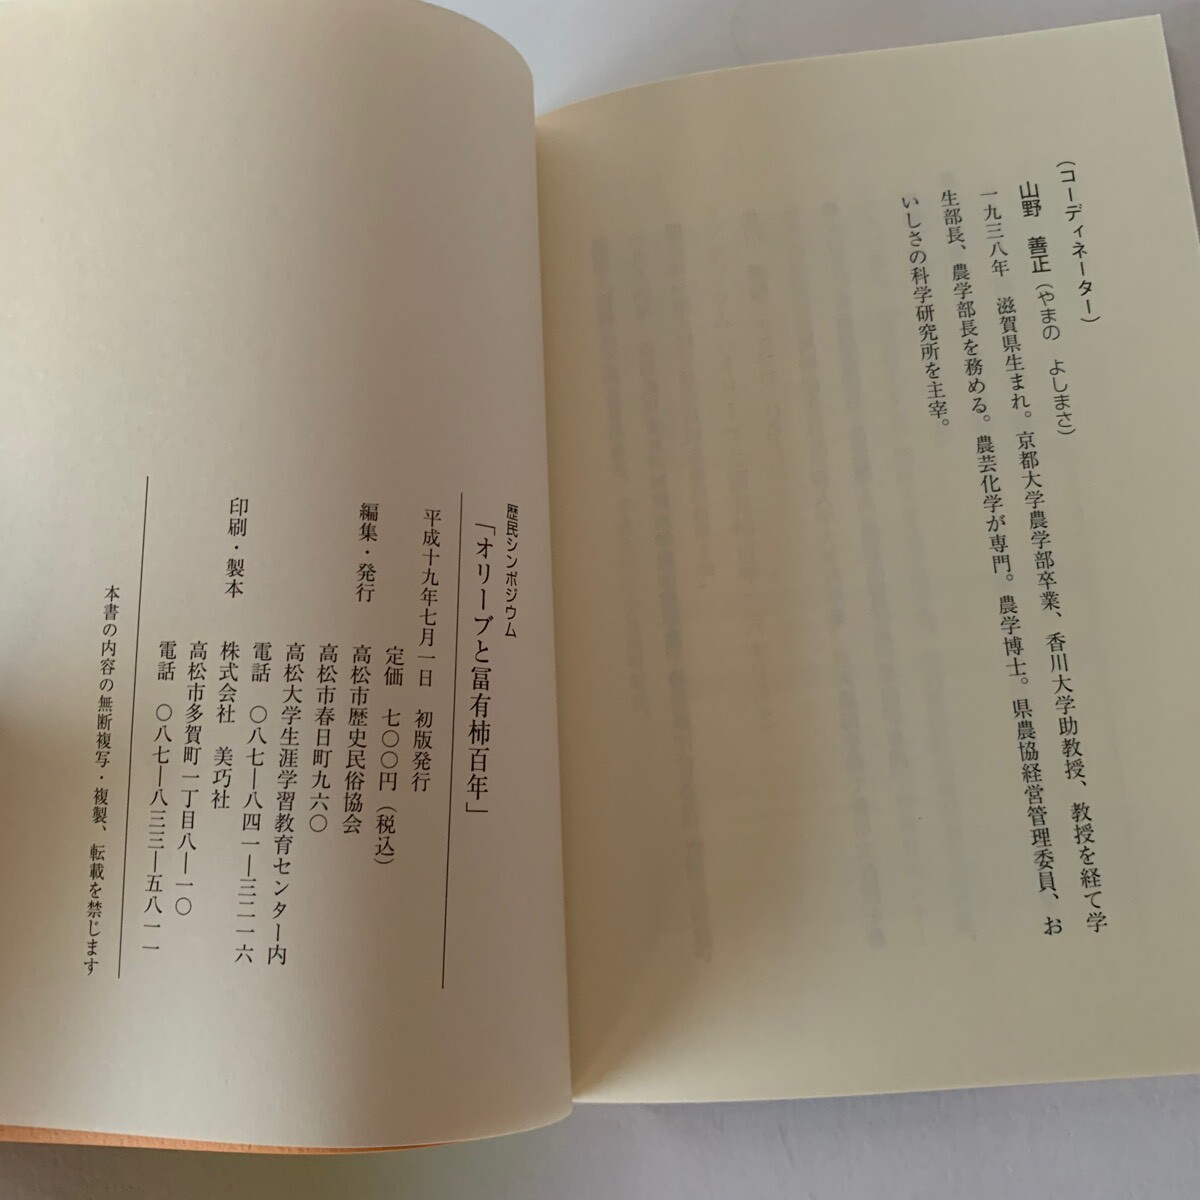 （コーディネーター）
山野　善正（やまの　よしまさ）
一九三八年　滋賀県生まれ。京都大学農学部卒業、香川大学助教授、教授を経て学
生部長、農学部長を務める。農芸化学が専門。農学博士。県農協経営管理委員、お
いしさの科学研究所を主宰。
歴民シンポジウム
「オリーブと冨有柿百年」
平成十九年七月一日　初版発行
定価　七〇〇円（税込）
編集・発行　高松市歴史民俗協会
高松市春日町九六〇
高松大学生涯学習教育センター内
電話　〇八七―八四一―三二一六
印刷・製本　株式会社　美巧社
高松市多賀町一丁目八―一〇
電話　〇八七―八三三―五八一一
本書の内容の無断複写・複製、転載を禁じます